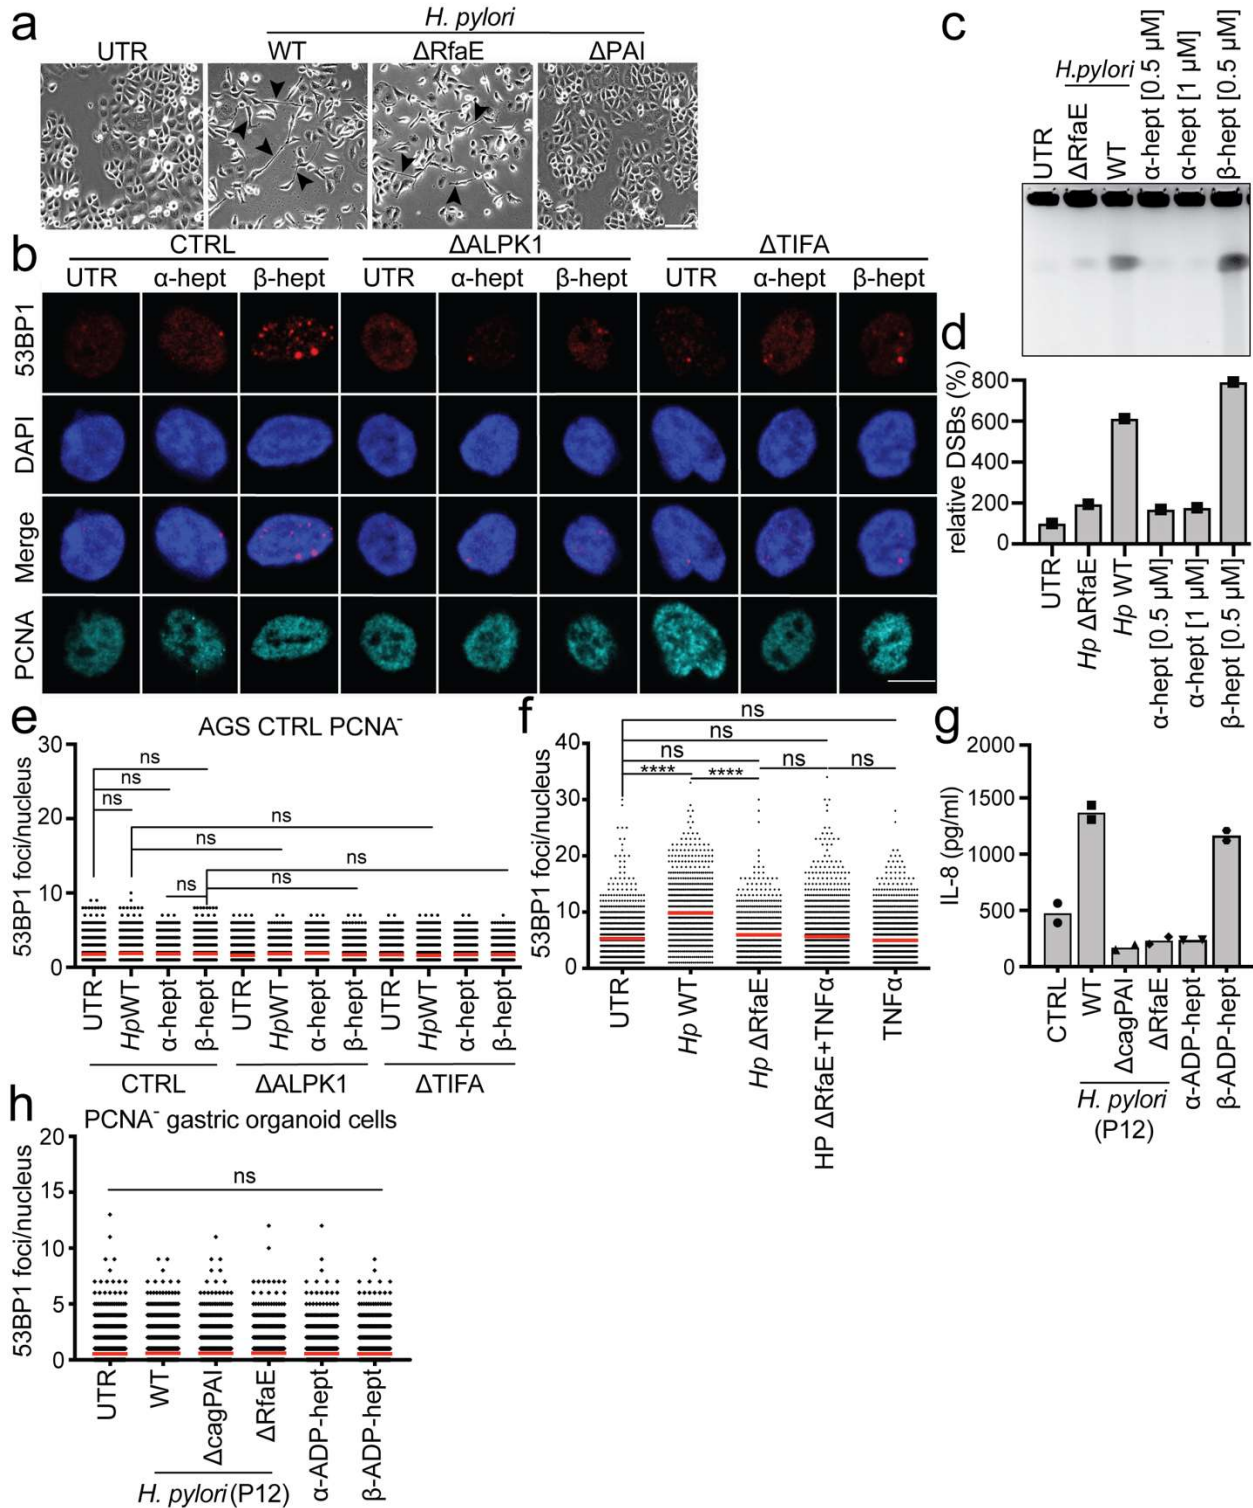 a
H. pylori
UTR WT ΔRfaE ΔPAI
b
CTRL ΔALPK1 ΔTIFA
UTR α-hept β-hept UTR α-hept β-hept UTR α-hept β-hept
53BP1
DAPI
Merge
PCNA
c
H.pylori
UTR
ΔRfaE
WT
α-hept [0.5 μM]
α-hept [1 μM]
β-hept [0.5 μM]
d
relative DSBs (%)
800
600
400
200
0
UTR
Hp ΔRfaE
Hp WT
α-hept [0.5 μM]
α-hept [1 μM]
β-hept [0.5 μM]
e
AGS CTRL PCNA⁻
53BP1 foci/nucleus
30
20
10
0
ns
ns
ns
ns
ns
ns
ns
ns
UTR
HpWT
α-hept
β-hept
UTR
HpWT
α-hept
β-hept
UTR
HpWT
α-hept
β-hept
CTRL ΔALPK1 ΔTIFA
f
53BP1 foci/nucleus
40
30
20
10
0
ns
ns
ns
**** **** ns ns
UTR
Hp WT
Hp ΔRfaE
HP ΔRfaE+TNFα
TNFα
g
IL-8 (pg/ml)
2000
1500
1000
500
0
CTRL
WT
ΔcagPAI
ΔRfaE
α-ADP-hept
β-ADP-hept
H. pylori
(P12)
h
PCNA⁻ gastric organoid cells
53BP1 foci/nucleus
20
15
10
5
0
ns
UTR
WT
ΔcagPAI
ΔRfaE
α-ADP-hept
β-ADP-hept
H. pylori (P12)